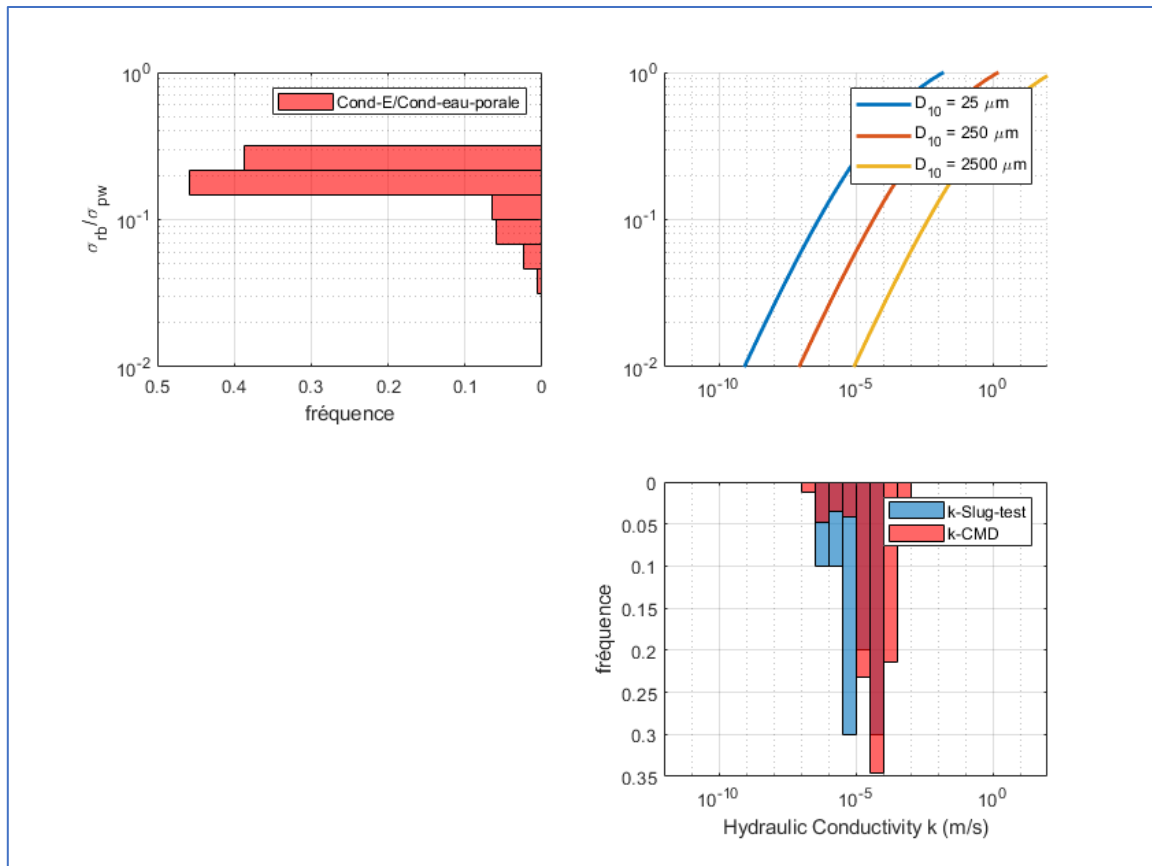 10^0
10^-1
10^-2
σ_rb/σ_pw
Cond-E/Cond-eau-porale
0.5 0.4 0.3 0.2 0.1 0
fréquence
10^0
10^-1
10^-2
D_10 = 25 μm
D_10 = 250 μm
D_10 = 2500 μm
10^-10 10^-5 10^0
0
0.05
0.1
0.15
0.2
0.25
0.3
0.35
fréquence
k-Slug-test
k-CMD
10^-10 10^-5 10^0
Hydraulic Conductivity k (m/s)